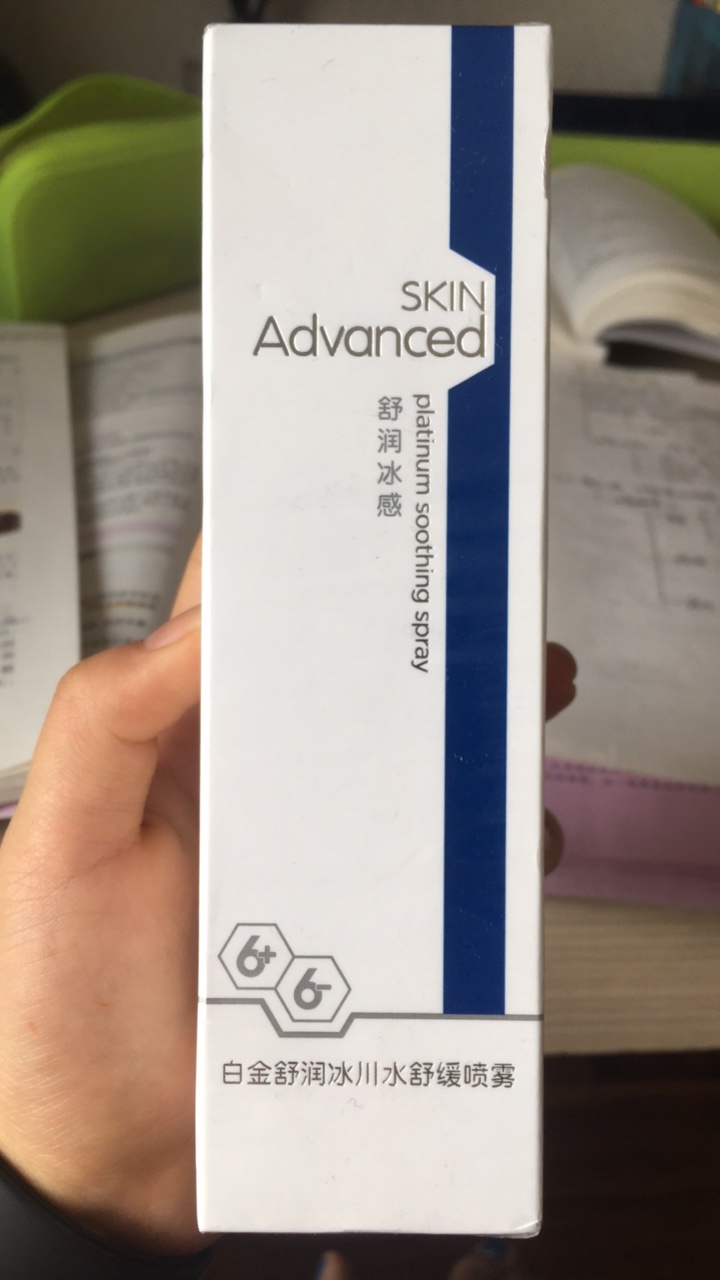 SKIN
Advanced
platinum soothing spray
舒润冰感
6+
6-
白金舒润冰川水舒缓喷雾